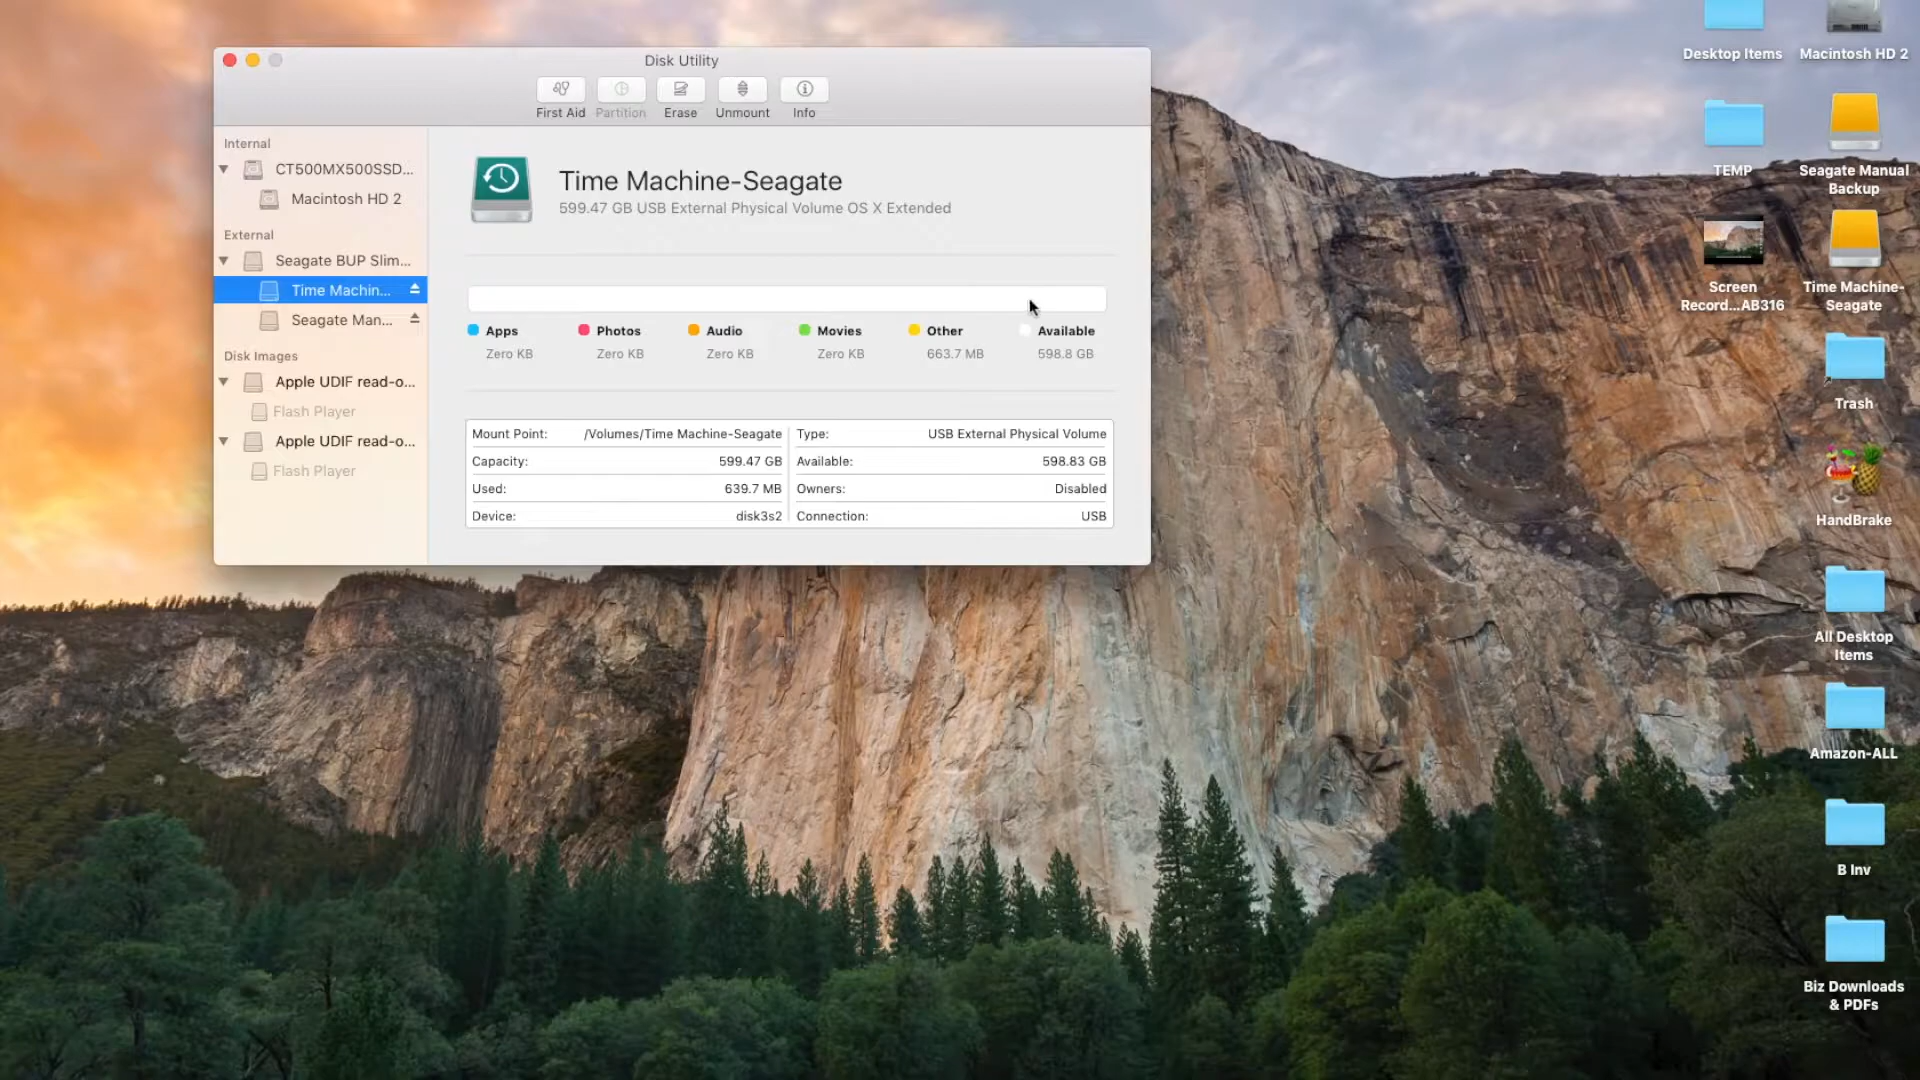 Disk Utility
First Aid
Partition
Erase
Unmount
Info
Internal
CT500MX500SSD...
Macintosh HD 2
External
Seagate BUP Slim...
Time Machin...
Seagate Man...
Disk Images
Apple UDIF read-o...
Flash Player
Apple UDIF read-o...
Flash Player
Time Machine-Seagate
599.47 GB USB External Physical Volume OS X Extended
Apps
Zero KB
Photos
Zero KB
Audio
Zero KB
Movies
Zero KB
Other
663.7 MB
Available
598.8 GB
Mount Point: /Volumes/Time Machine-Seagate
Type: USB External Physical Volume
Capacity: 599.47 GB
Available: 598.83 GB
Used: 639.7 MB
Owners: Disabled
Device: disk3s2
Connection: USB
Desktop Items
Macintosh HD 2
TEMP
Seagate Manual
Backup
Screen
Record...AB316
Time Machine-
Seagate
Trash
HandBrake
All Desktop
Items
Amazon-ALL
B Inv
Biz Downloads
& PDFs